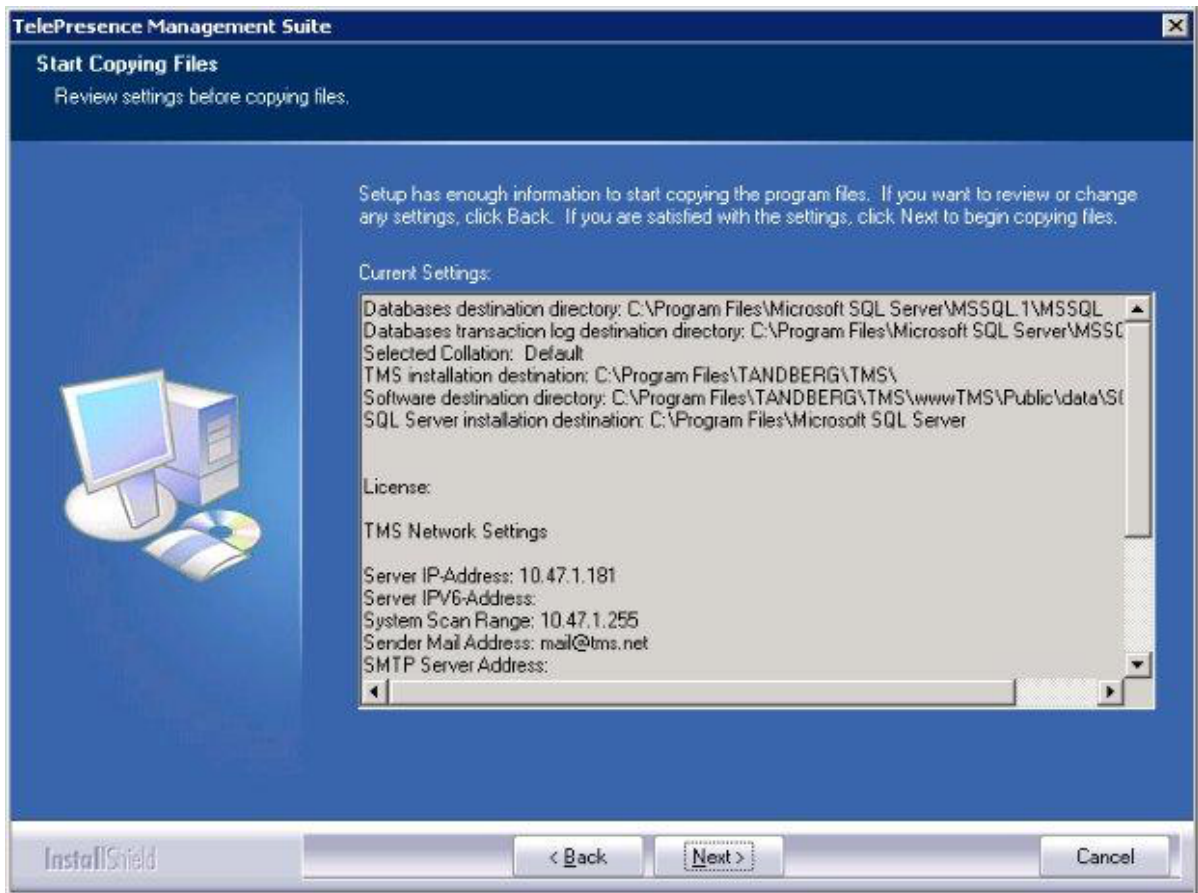 TelePresence Management Suite
Start Copying Files
Review settings before copying files.
Setup has enough information to start copying the program files. If you want to review or change
any settings, click Back. If you are satisfied with the settings, click Next to begin copying files.
Current Settings:
Databases destination directory: C:\Program Files\Microsoft SQL Server\MSSQL.1\MSSQL
Databases transaction log destination directory: C:\Program Files\Microsoft SQL Server\MSSC
Selected Collation: Default
TMS installation destination: C:\Program Files\TANDBERG\TMS\
Software destination directory: C:\Program Files\TANDBERG\TMS\wwwTMS\Public\data\S(
SQL Server installation destination: C:\Program Files\Microsoft SQL Server
License:
TMS Network Settings
Server IP-Address: 10.47.1.181
Server IPV6-Address:
System Scan Range: 10.47.1.255
Sender Mail Address: mail@tms.net
SMTP Server Address:
InstallShield
< Back
Next >
Cancel